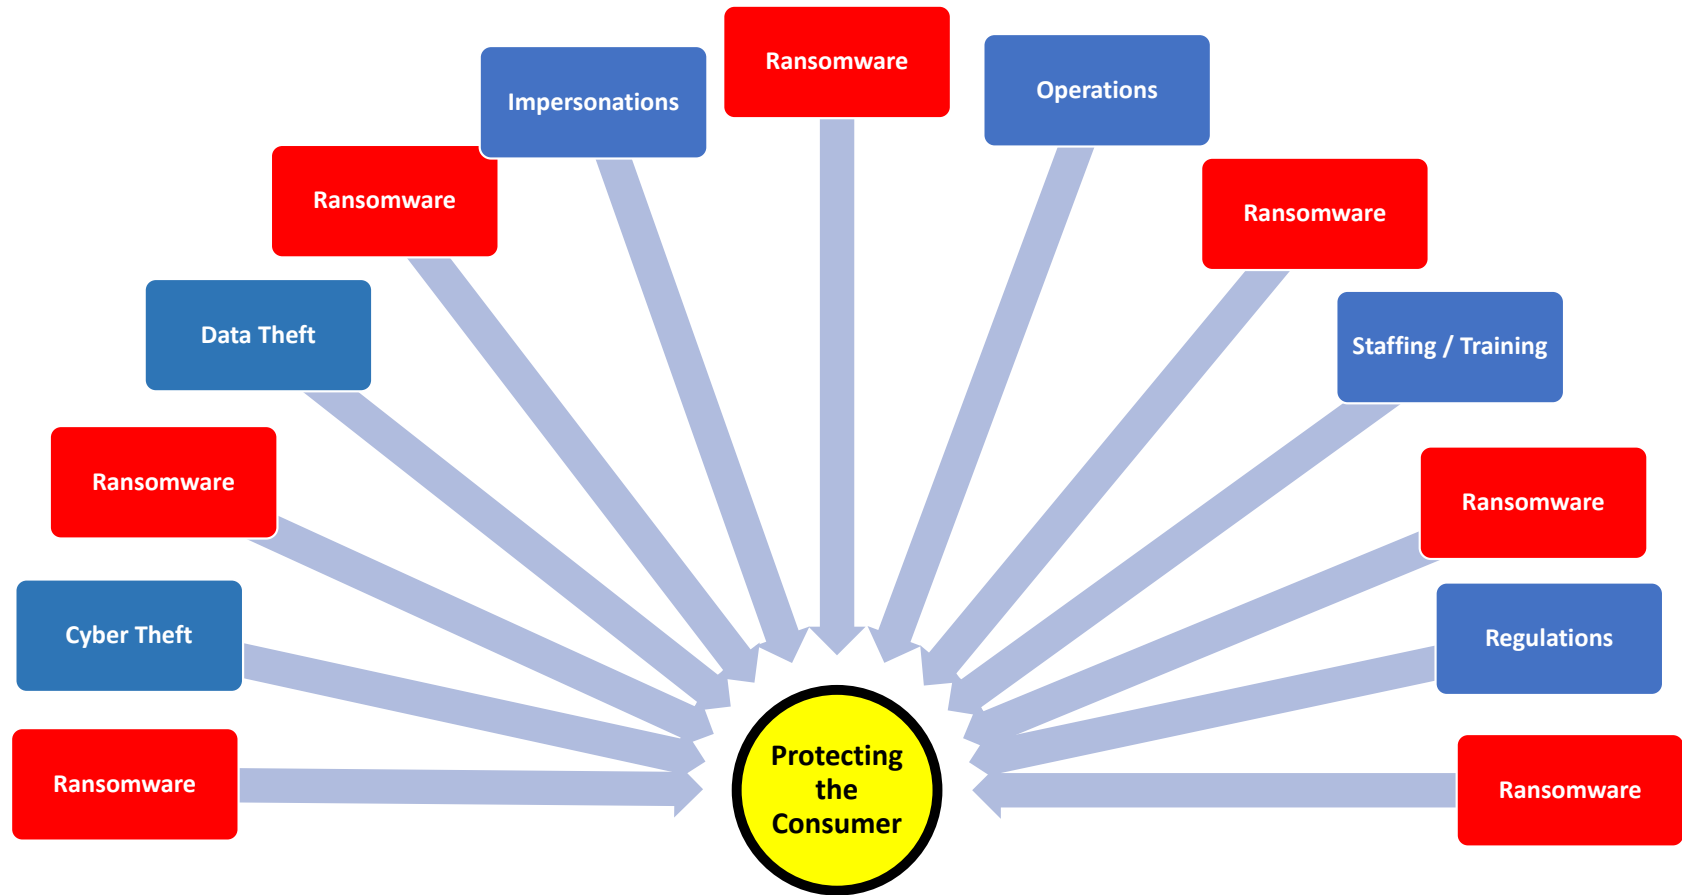 Ransomware
Operations
Impersonations
Ransomware
Ransomware
Data Theft
Staffing / Training
Ransomware
Ransomware
Cyber Theft
Regulations
Ransomware
Ransomware
Protecting
the
Consumer